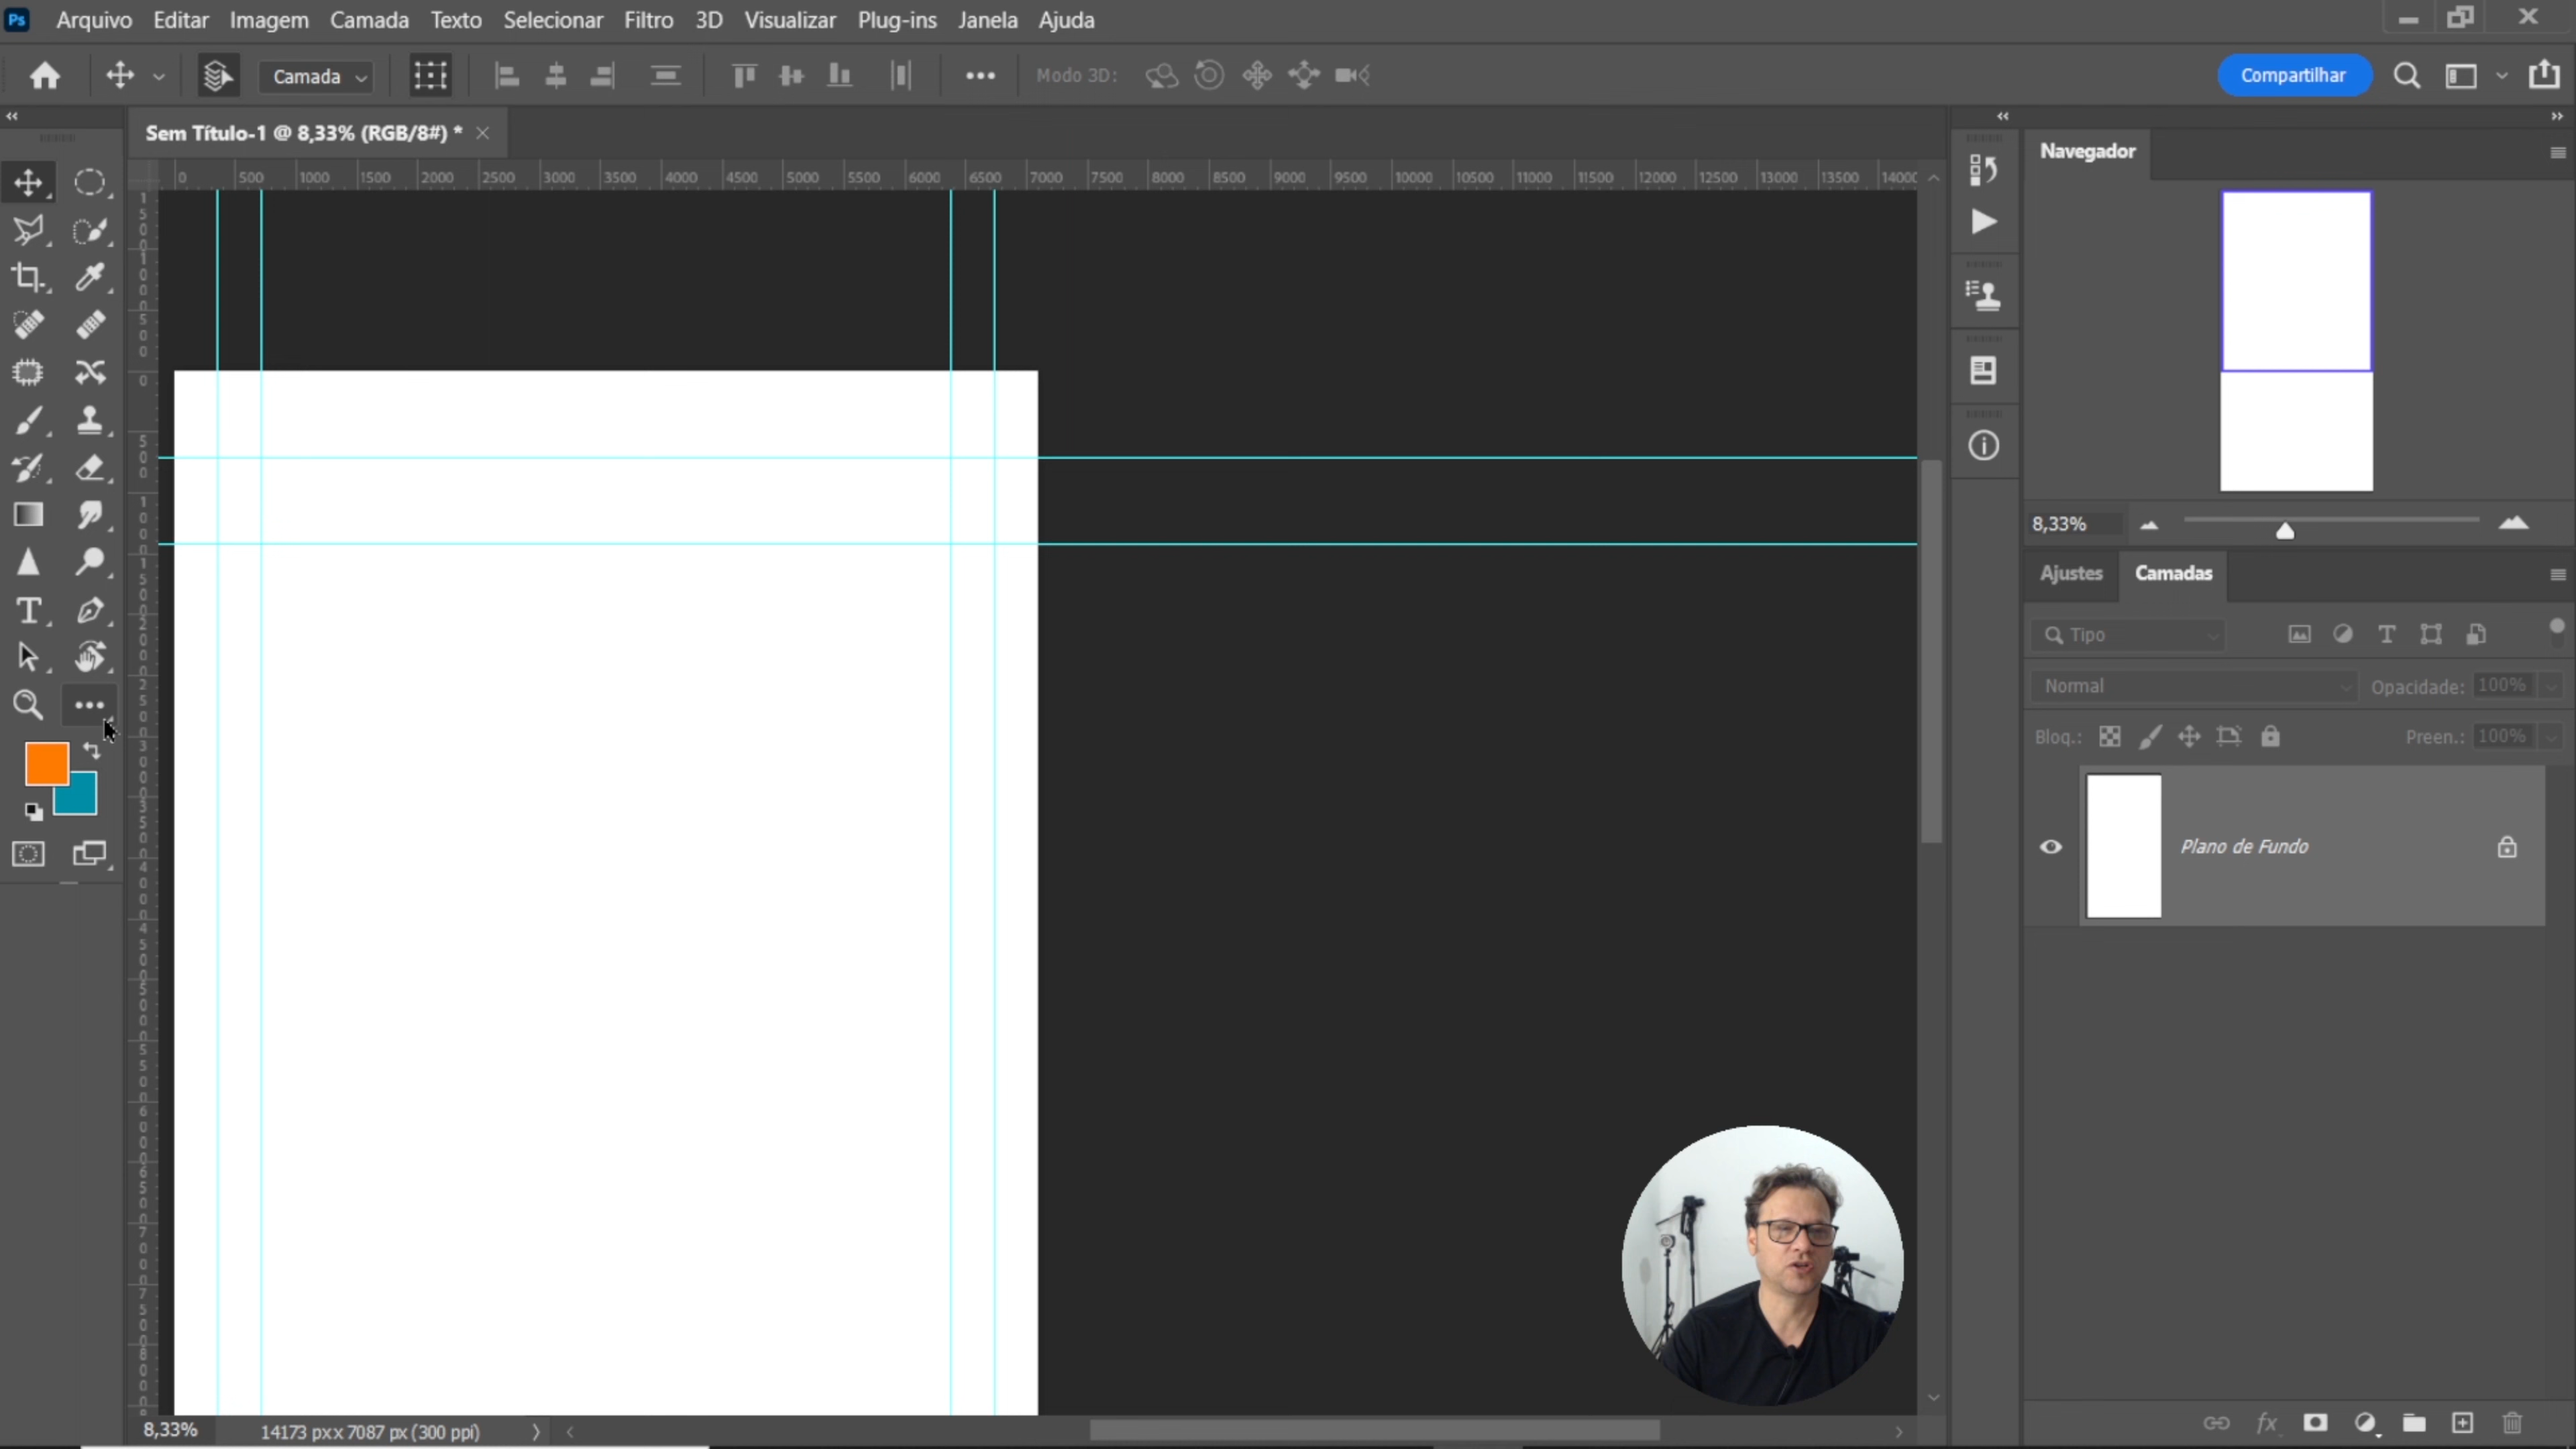 Ps Arquivo Editar Imagem Camada Texto Selecionar Filtro 3D Visualizar Plug-ins Janela Ajuda
Camada Modo 3D: Compartilhar
Sem Título-1 @ 8,33% (RGB/8#) *
0 500 1000 1500 2000 2500 3000 3500 4000 4500 5000 5500 6000 6500 7000 7500 8000 8500 9000 9500 10000 10500 11000 11500 12000 12500 13000 13500 1400
Navegador
8,33%
Ajustes Camadas
Tipo
Normal Opacidade: 100%
Bloq.: Preen.: 100%
Plano de Fundo
8,33% 14173 px x 7087 px (300 ppi)